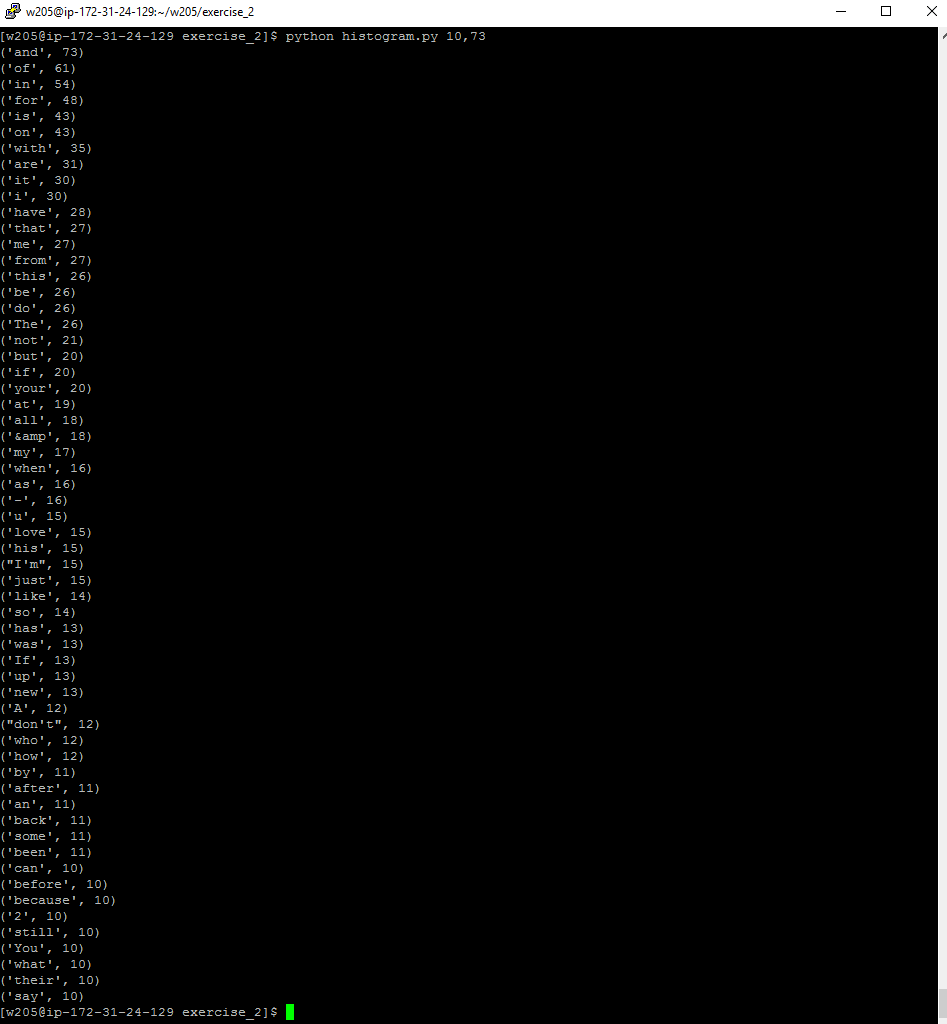 w205@ip-172-31-24-129:~/w205/exercise_2
[w205@ip-172-31-24-129 exercise_2]$ python histogram.py 10,73
('and', 73)
('of', 61)
('in', 54)
('for', 48)
('is', 43)
('on', 43)
('with', 35)
('are', 31)
('it', 30)
('i', 30)
('have', 28)
('that', 27)
('me', 27)
('from', 27)
('this', 26)
('be', 26)
('do', 26)
('The', 26)
('not', 21)
('but', 20)
('if', 20)
('your', 20)
('at', 19)
('all', 18)
('&amp', 18)
('my', 17)
('when', 16)
('as', 16)
('-', 16)
('u', 15)
('love', 15)
('his', 15)
("I'm", 15)
('just', 15)
('like', 14)
('so', 14)
('has', 13)
('was', 13)
('If', 13)
('up', 13)
('new', 13)
('A', 12)
("don't", 12)
('who', 12)
('how', 12)
('by', 11)
('after', 11)
('an', 11)
('back', 11)
('some', 11)
('been', 11)
('can', 10)
('before', 10)
('because', 10)
('2', 10)
('still', 10)
('You', 10)
('what', 10)
('their', 10)
('say', 10)
[w205@ip-172-31-24-129 exercise_2]$